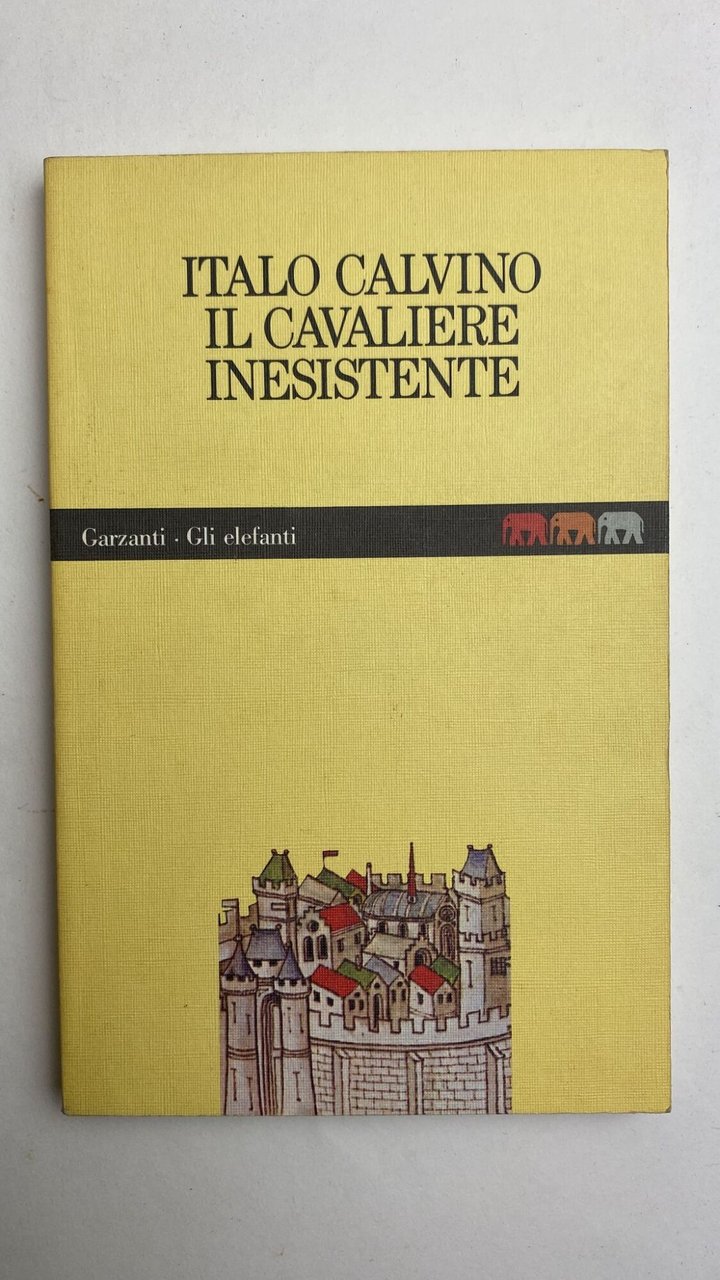 ITALO CALVINO
IL CAVALIERE
INESISTENTE
Garzanti · Gli elefanti